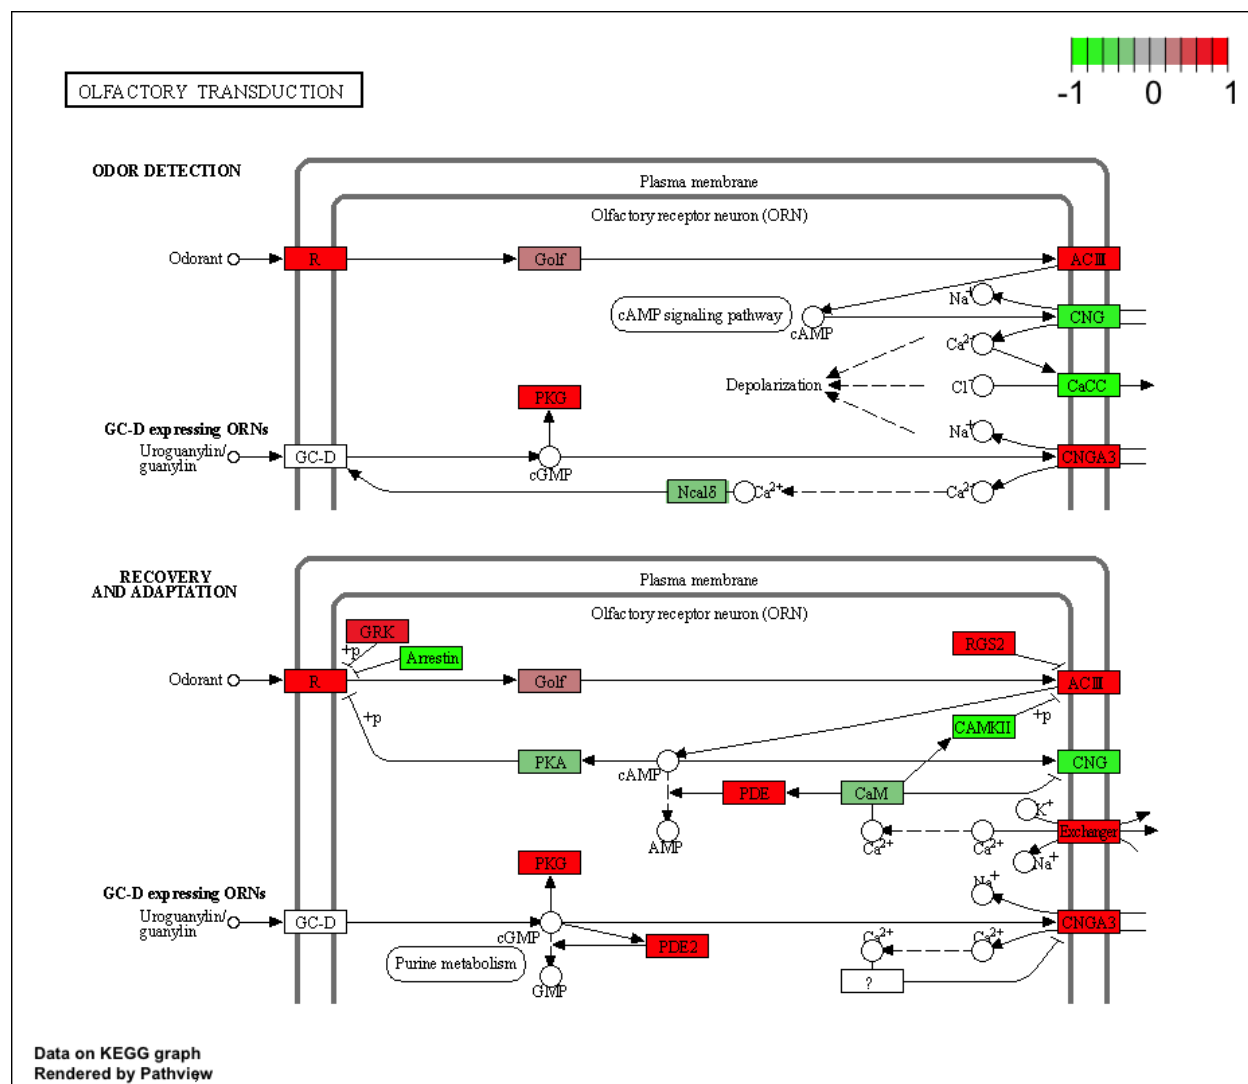 -1 0 1
OLFACTORY TRANSDUCTION
ODOR DETECTION
Plasma membrane
Olfactory receptor neuron (ORN)
Odorant
R
Golf
ACIII
Na+
cAMP signaling pathway
cAMP
CNG
Ca2+
Depolarization
Cl-
CaCC
PKG
Na+
GC-D expressing ORNs
Uroguanylin/
guanylin
GC-D
cGMP
CNGA3
Ncalδ
Ca2+
Ca2+
RECOVERY
AND ADAPTATION
Plasma membrane
Olfactory receptor neuron (ORN)
GRK
+p
Arrestin
RGS2
Odorant
R
Golf
ACIII
+p
CAMKII
+p
PKA
cAMP
CNG
PDE
CaM
K+
AMP
Ca2+
Ca2+
Exchanger
Na+
PKG
GC-D expressing ORNs
Na+
Uroguanylin/
guanylin
GC-D
cGMP
CNGA3
Ca2+
Ca2+
PDE2
Purine metabolism
GMP
?
Data on KEGG graph
Rendered by Pathview